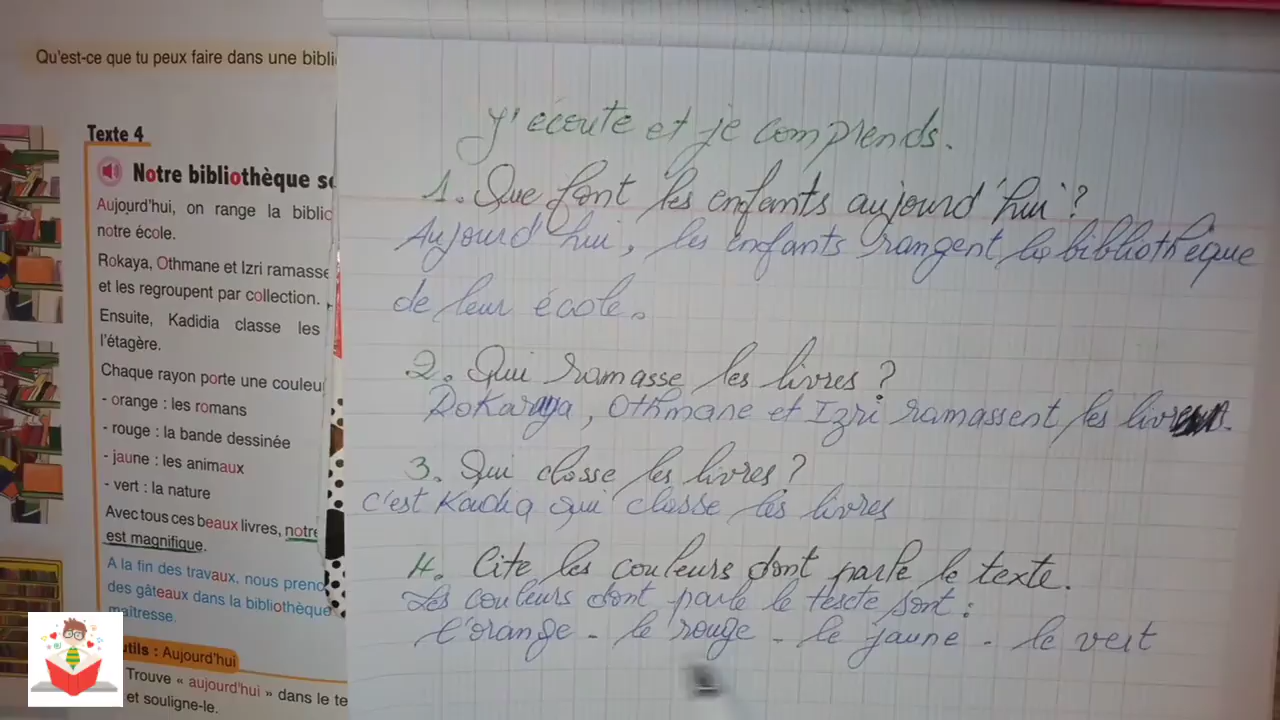 Qu'est-ce que tu peux faire dans une bibli
Texte 4
Notre bibliothèque so
Aujourd'hui, on range la biblio
notre école.
Rokaya, Othmane et Izri ramasse
et les regroupent par collection.
Ensuite, Kadidia classe les
l'étagère.
Chaque rayon porte une couleu
- orange : les romans
- rouge : la bande dessinée
- jaune : les animaux
- vert : la nature
Avec tous ces beaux livres, notre
est magnifique.
A la fin des travaux, nous preno
des gâteaux dans la bibliothèque
maîtresse.
utils : Aujourd'hui
Trouve « aujourd'hui » dans le te
et souligne-le.
J'écoute et je comprends.
1. Que font les enfants aujourd'hui ?
Aujourd'hui, les enfants rangent la bibliothèque
de leur école.
2. Qui ramasse les livres ?
Othmane et Izri ramassent les
3. Qui classe les livres ?
C'est qui classe les livres
4. Cite les couleurs dont parle le texte.
Les couleurs dont parle le texte sont :
l'orange - le rouge - le jaune - le vert